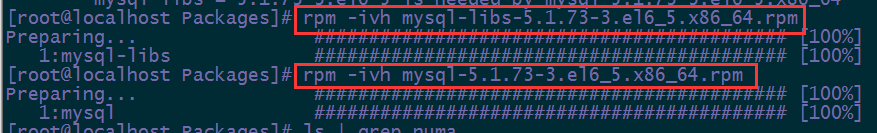 mysql-libs = 5.1.73-3.el6_5 is needed by mysql-5.1.73-3.el6_5.x86_64
[root@localhost Packages]# rpm -ivh mysql-libs-5.1.73-3.el6_5.x86_64.rpm
Preparing... ########################################### [100%]
1:mysql-libs ########################################### [100%]
[root@localhost Packages]# rpm -ivh mysql-5.1.73-3.el6_5.x86_64.rpm
Preparing... ########################################### [100%]
1:mysql ########################################### [100%]
[root@localhost Packages]# ls | grep numa